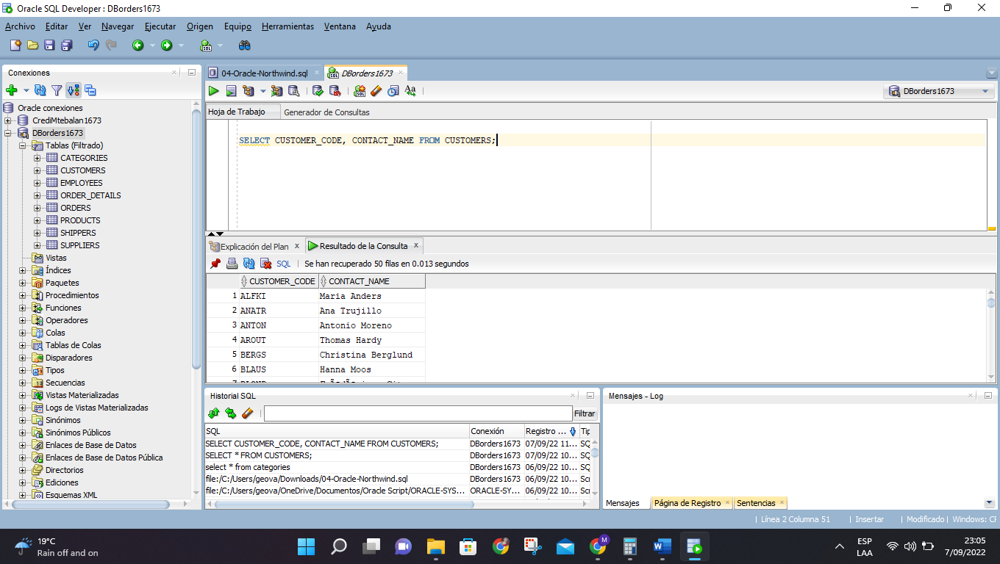 Oracle SQL Developer : DBorders1673
Archivo Editar Ver Navegar Ejecutar Origen Equipo Herramientas Ventana Ayuda
Conexiones
Oracle conexiones
CrediMtebalan1673
DBorders1673
Tablas (Filtrado)
CATEGORIES
CUSTOMERS
EMPLOYEES
ORDER_DETAILS
ORDERS
PRODUCTS
SHIPPERS
SUPPLIERS
Vistas
Índices
Paquetes
Procedimientos
Funciones
Operadores
Colas
Tablas de Colas
Disparadores
Tipos
Secuencias
Vistas Materializadas
Logs de Vistas Materializadas
Sinónimos
Sinónimos Públicos
Enlaces de Base de Datos
Enlaces de Base de Datos Pública
Directorios
Ediciones
Esquemas XML
04-Oracle-Northwind.sql DBorders1673
DBorders1673
Hoja de Trabajo Generador de Consultas
SELECT CUSTOMER_CODE, CONTACT_NAME FROM CUSTOMERS;
Explicación del Plan Resultado de la Consulta
SQL Se han recuperado 50 filas en 0.013 segundos
CUSTOMER_CODE CONTACT_NAME
1 ALFKI Maria Anders
2 ANATR Ana Trujillo
3 ANTON Antonio Moreno
4 AROUT Thomas Hardy
5 BERGS Christina Berglund
6 BLAUS Hanna Moos
Historial SQL
Filtrar
SQL Conexión Registro ... Tip
SELECT CUSTOMER_CODE, CONTACT_NAME FROM CUSTOMERS; DBorders1673 07/09/22 11... SQ
SELECT * FROM CUSTOMERS; DBorders1673 07/09/22 10... SQ
select * from categories DBorders1673 06/09/22 10... SQ
file:/C:/Users/geova/Downloads/04-Oracle-Northwind.sql DBorders1673 06/09/22 10... Scr
file:/C:/Users/geova/OneDrive/Documentos/Oracle Script/ORACLE-SYS... ORACLE-SY... 06/09/22 10... Scr
Mensajes - Log
Mensajes Página de Registro Sentencias
Línea 2 Columna 51 Insertar Modificado Windows: CF
19°C
Rain off and on
ESP
LAA
23:05
7/09/2022